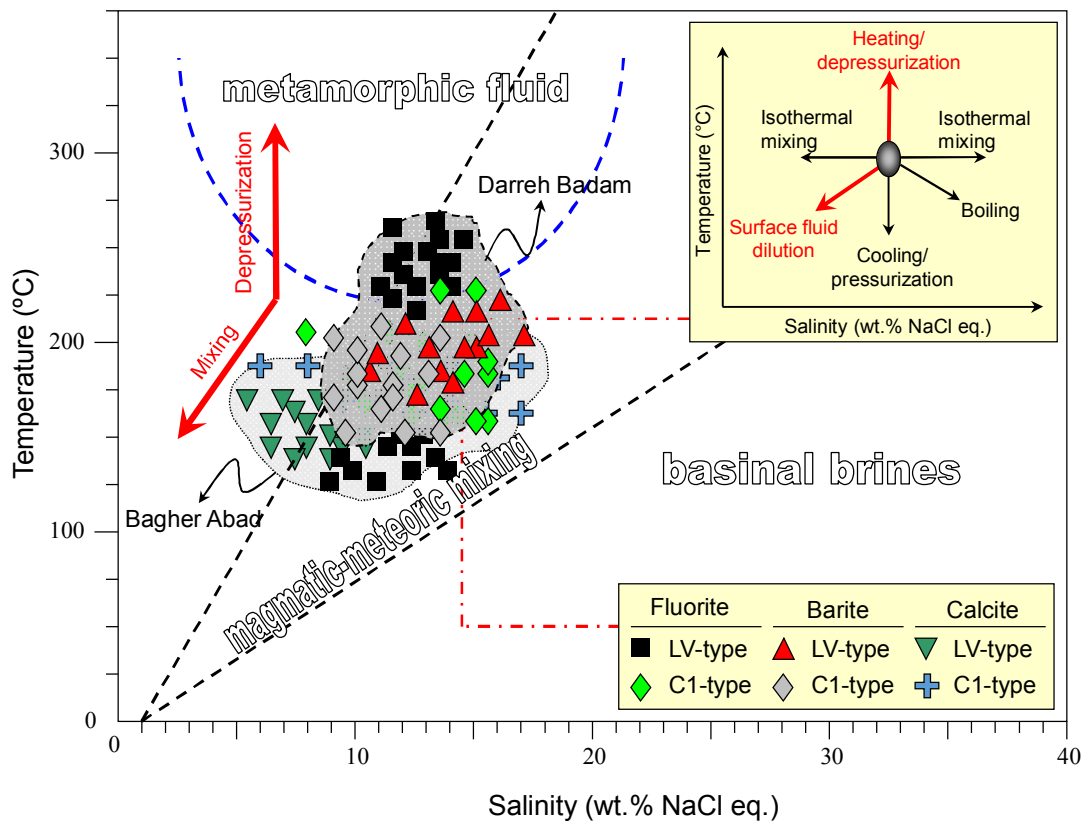 Temperature (°C)
300
200
100
0
0
10
20
30
40
Salinity (wt.% NaCl eq.)
metamorphic fluid
Depressurization
Mixing
Darreh Badam
Bagher Abad
magmatic-meteoric mixing
basinal brines
Temperature (°C)
Heating/
depressurization
Isothermal
mixing
Isothermal
mixing
Surface fluid
dilution
Boiling
Cooling/
pressurization
Salinity (wt.% NaCl eq.)
Fluorite Barite Calcite
LV-type LV-type LV-type
C1-type C1-type C1-type